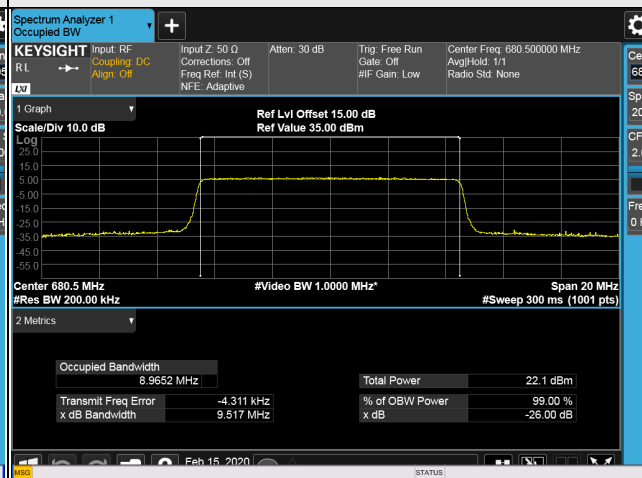 Spectrum Analyzer 1
Occupied BW
KEYSIGHT
R L
LXI
Input: RF
Coupling: DC
Align: Off
Input Z: 50 Ω
Corrections: Off
Freq Ref: Int (S)
NFE: Adaptive
Atten: 30 dB
Trig: Free Run
Gate: Off
#IF Gain: Low
Center Freq: 680.500000 MHz
Avg|Hold: 1/1
Radio Std: None
1 Graph
Scale/Div 10.0 dB
Ref Lvl Offset 15.00 dB
Ref Value 35.00 dBm
Log
25.0
15.0
5.00
-5.00
-15.0
-25.0
-35.0
-45.0
-55.0
Center 680.5 MHz
#Res BW 200.00 kHz
#Video BW 1.0000 MHz*
Span 20 MHz
#Sweep 300 ms (1001 pts)
2 Metrics
Occupied Bandwidth
8.9652 MHz
Transmit Freq Error -4.311 kHz
x dB Bandwidth 9.517 MHz
Total Power 22.1 dBm
% of OBW Power 99.00 %
x dB -26.00 dB
Feb 15, 2020
MSG
STATUS